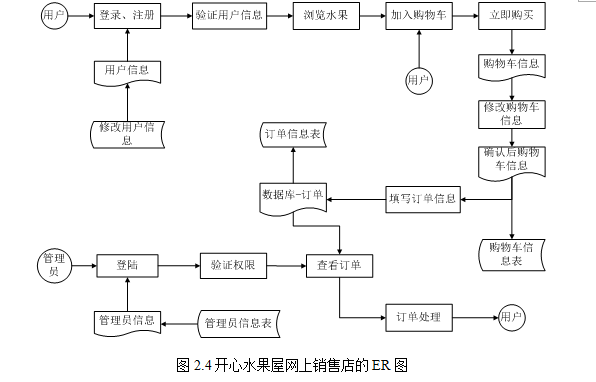 用户
登录、注册
验证用户信息
浏览水果
加入购物车
立即购买
用户信息
购物车信息
用户
修改用户信
息
修改购物车
信息
订单信息表
确认后购物
车信息
数据库-订单
填写订单信息
购物车信
息表
管理
员
登陆
验证权限
查看订单
管理员信息
管理员信息表
订单处理
用户
图 2.4 开心水果屋网上销售店的 ER 图